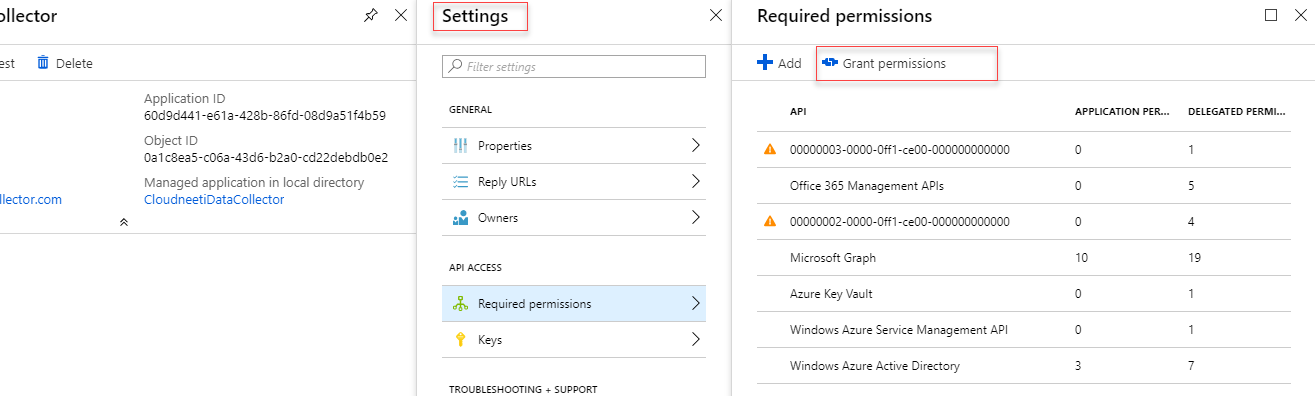 ollector
est Delete
Application ID
60d9d441-e61a-428b-86fd-08d9a51f4b59
Object ID
0a1c8ea5-c06a-43d6-b2a0-cd22debdb0e2
Managed application in local directory
llector.com CloudneetiDataCollector
Settings
Filter settings
GENERAL
Properties
Reply URLs
Owners
API ACCESS
Required permissions
Keys
TROUBLESHOOTING + SUPPORT
Required permissions
Add Grant permissions
API APPLICATION PER... DELEGATED PERMI...
00000003-0000-0ff1-ce00-000000000000 0 1
Office 365 Management APIs 0 5
00000002-0000-0ff1-ce00-000000000000 0 4
Microsoft Graph 10 19
Azure Key Vault 0 1
Windows Azure Service Management API 0 1
Windows Azure Active Directory 3 7